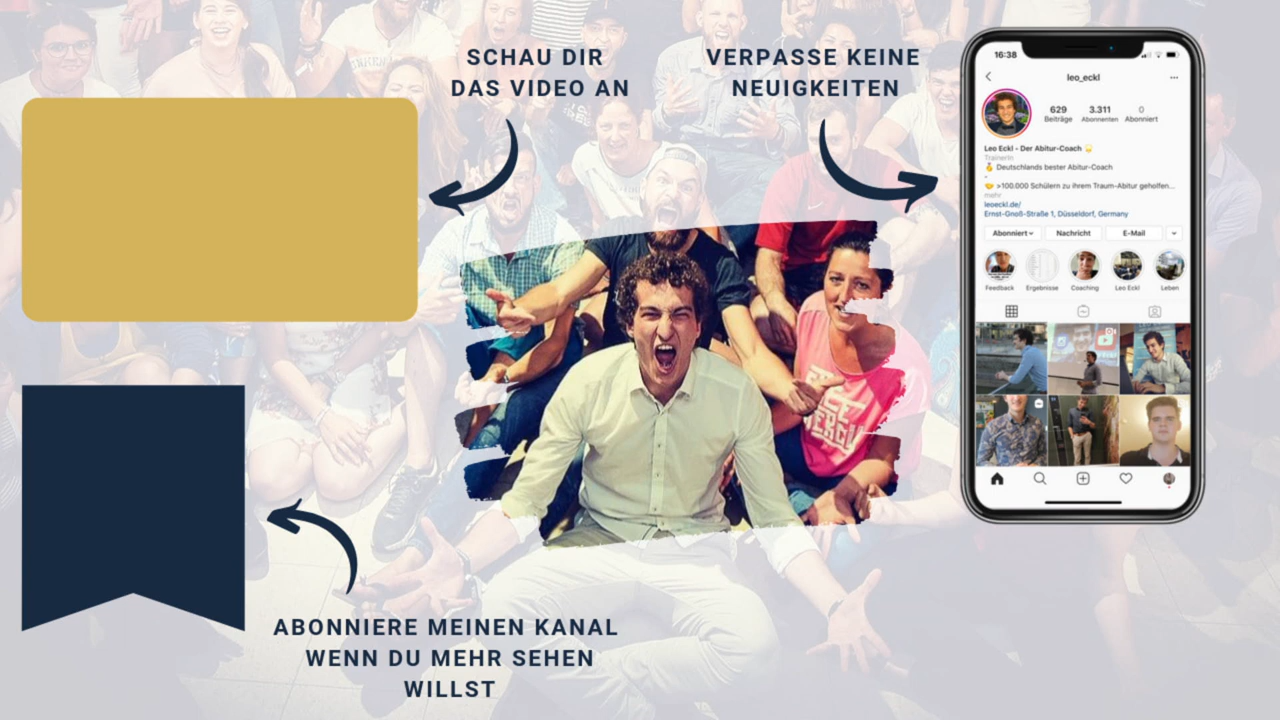 SCHAU DIR
DAS VIDEO AN
VERPASSE KEINE
NEUIGKEITEN
16:38
leo_eckl
629
3.311
0
Beiträge
Abonnenten
Abonniert
Leo Eckl - Der Abitur-Coach
TrainerIn
Deutschlands bester Abitur-Coach
-
>100.000 Schülern zu ihrem Traum-Abitur geholfen...
mehr
leoeckl.de/
Ernst-Gnoß-Straße 1, Düsseldorf, Germany
Abonniert
Nachricht
E-Mail
Feedback
Ergebnisse
Coaching
Leo Eckl
Leben
ABONNIERE MEINEN KANAL
WENN DU MEHR SEHEN
WILLST